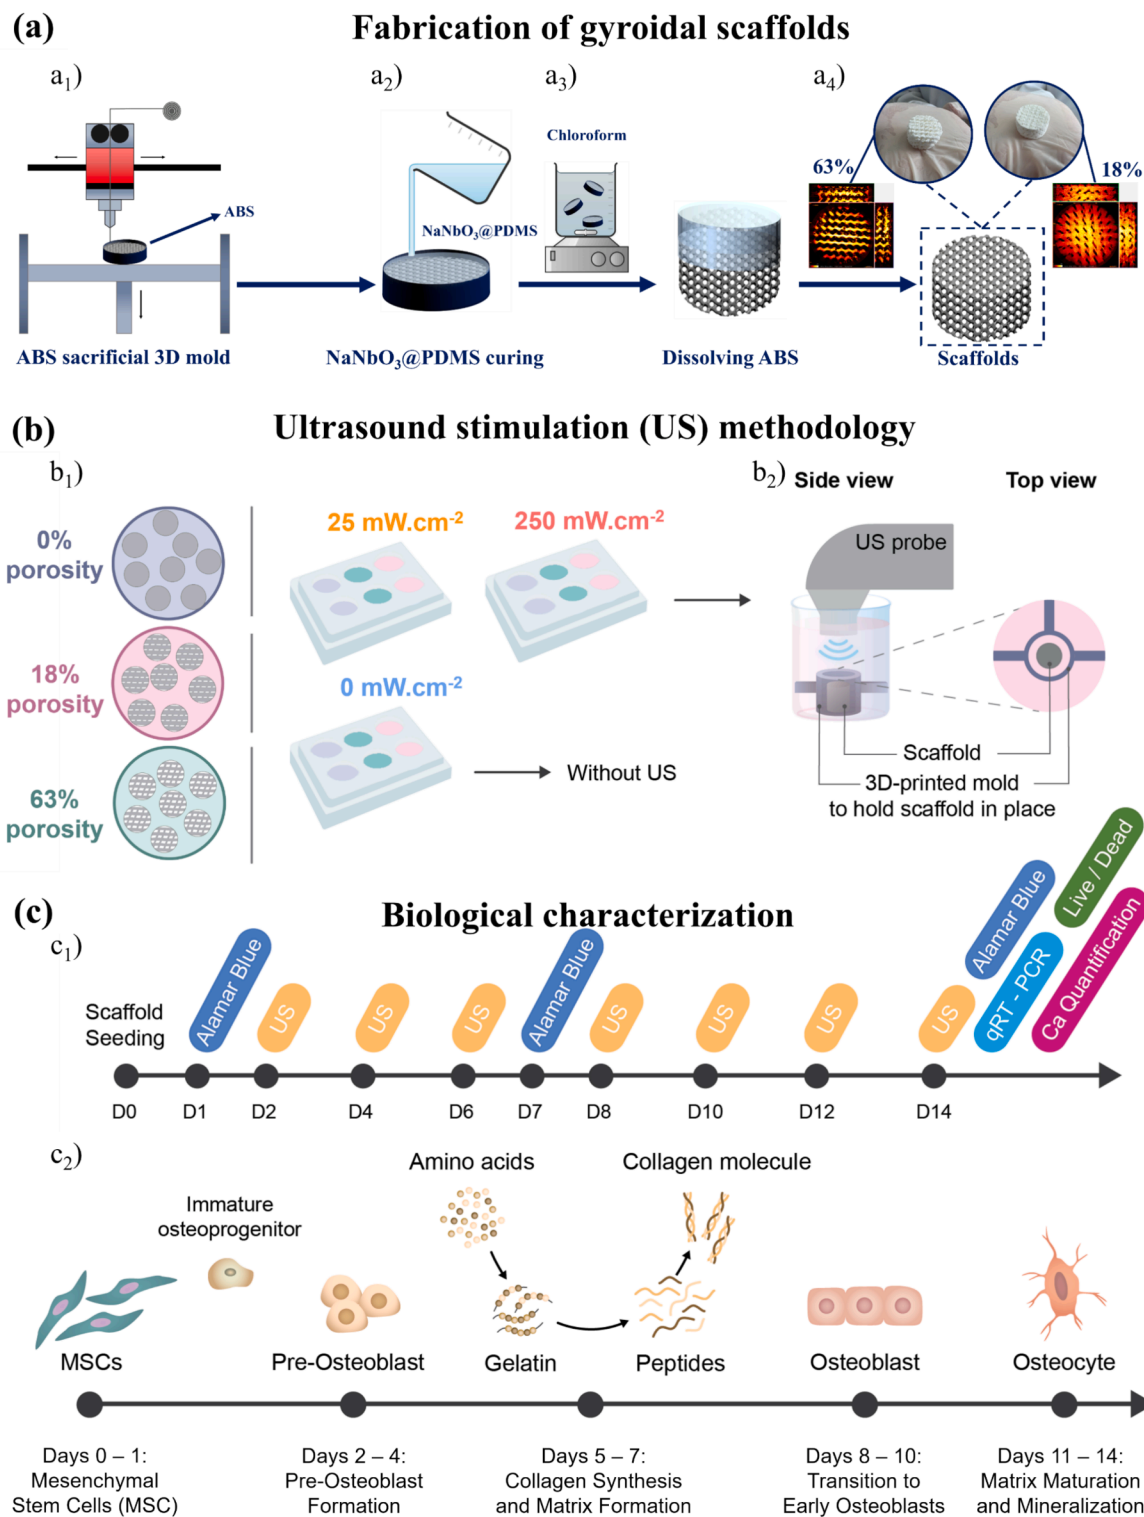 (a) Fabrication of gyroidal scaffolds
a1)
a2)
a3)
a4)
Chloroform
63%
18%
ABS
NaNbO3@PDMS
ABS sacrificial 3D mold
NaNbO3@PDMS curing
Dissolving ABS
Scaffolds
(b) Ultrasound stimulation (US) methodology
b1)
0%
porosity
18%
porosity
63%
porosity
25 mW.cm-2
250 mW.cm-2
0 mW.cm-2
Without US
b2)
Side view
Top view
US probe
Scaffold
3D-printed mold
to hold scaffold in place
(c) Biological characterization
c1)
Scaffold
Seeding
Alamar Blue
US
US
US
Alamar Blue
US
US
US
US
Alamar Blue
Live / Dead
qRT - PCR
Ca Quantification
D0
D1
D2
D4
D6
D7
D8
D10
D12
D14
c2)
Amino acids
Collagen molecule
Immature
osteoprogenitor
MSCs
Pre-Osteoblast
Gelatin
Peptides
Osteoblast
Osteocyte
Days 0 – 1:
Mesenchymal
Stem Cells (MSC)
Days 2 – 4:
Pre-Osteoblast
Formation
Days 5 – 7:
Collagen Synthesis
and Matrix Formation
Days 8 – 10:
Transition to
Early Osteoblasts
Days 11 – 14:
Matrix Maturation
and Mineralization